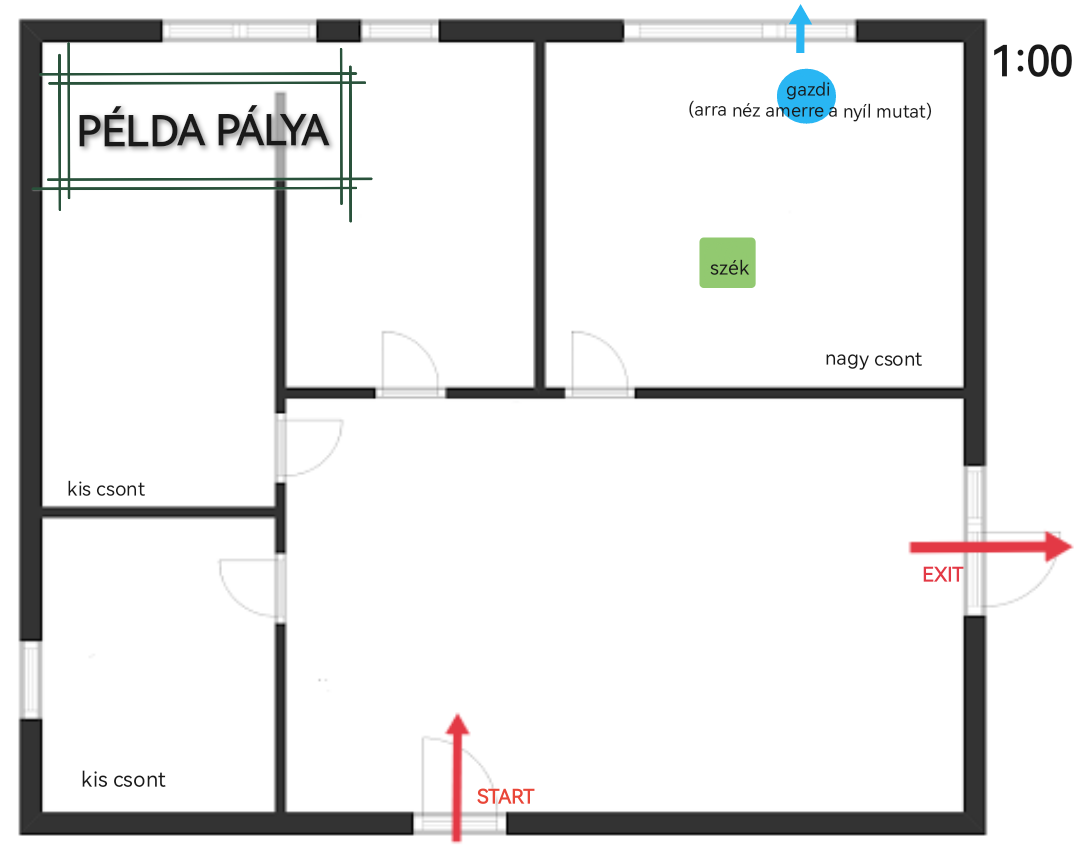 1:00
gazdi
(arra néz amerre a nyíl mutat)
PÉLDA PÁLYA
szék
nagy csont
kis csont
EXIT
kis csont
START